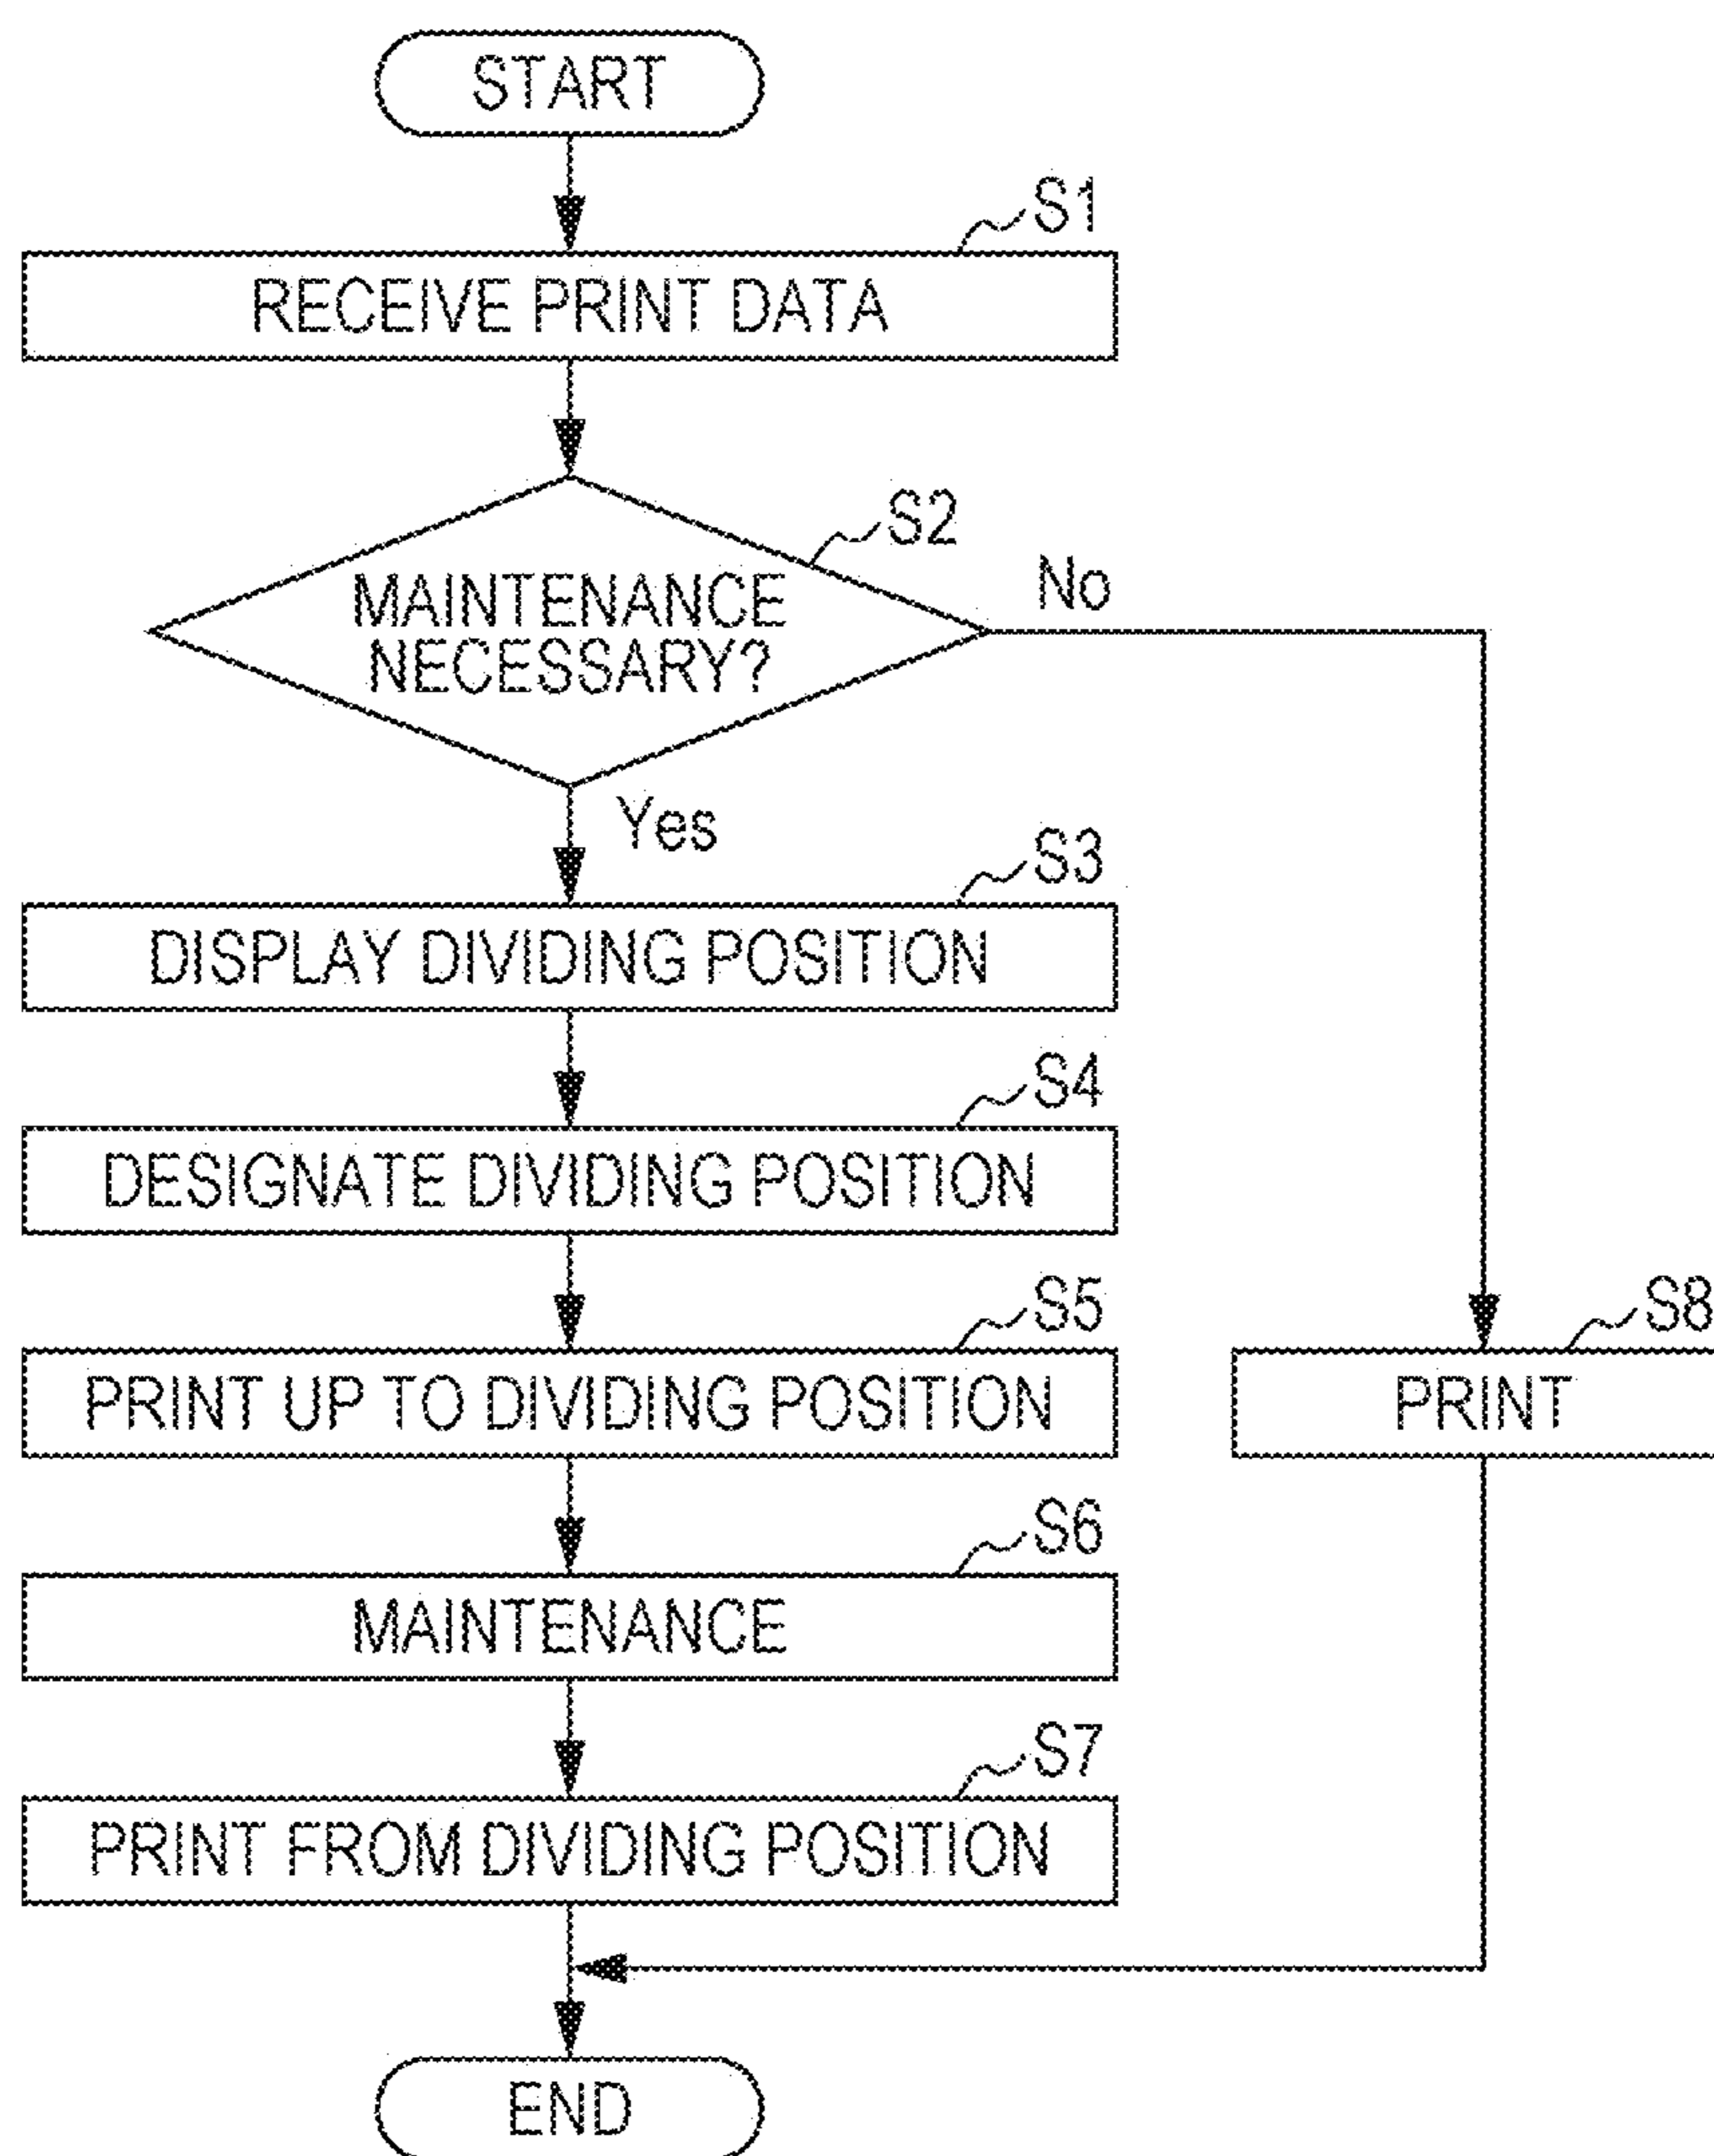 START
S1
RECEIVE PRINT DATA
S2
No
MAINTENANCE
NECESSARY?
Yes
S3
DISPLAY DIVIDING POSITION
S4
DESIGNATE DIVIDING POSITION
S5
S8
PRINT UP TO DIVIDING POSITION
PRINT
S6
MAINTENANCE
S7
PRINT FROM DIVIDING POSITION
END